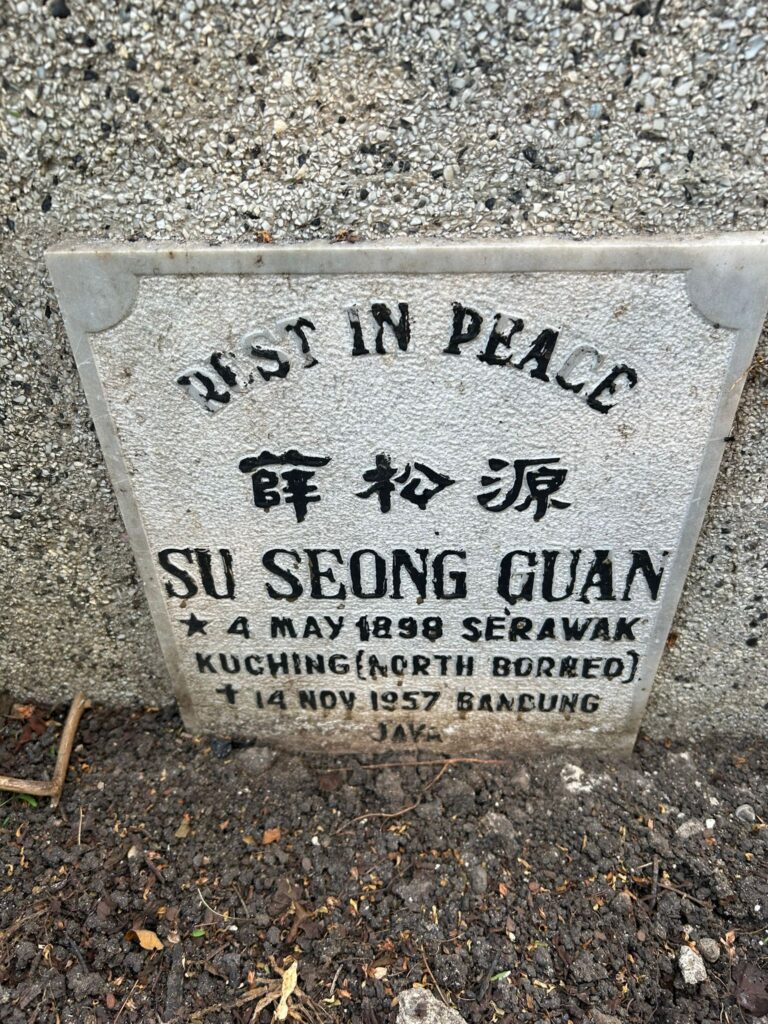 REST IN PEACE
薛松源
SU SEONG GUAN
★ 4 MAY 1898 SERAWAK
KUCHING (NORTH BORNEO)
✝ 14 NOV 1957 BANDUNG
JAVA